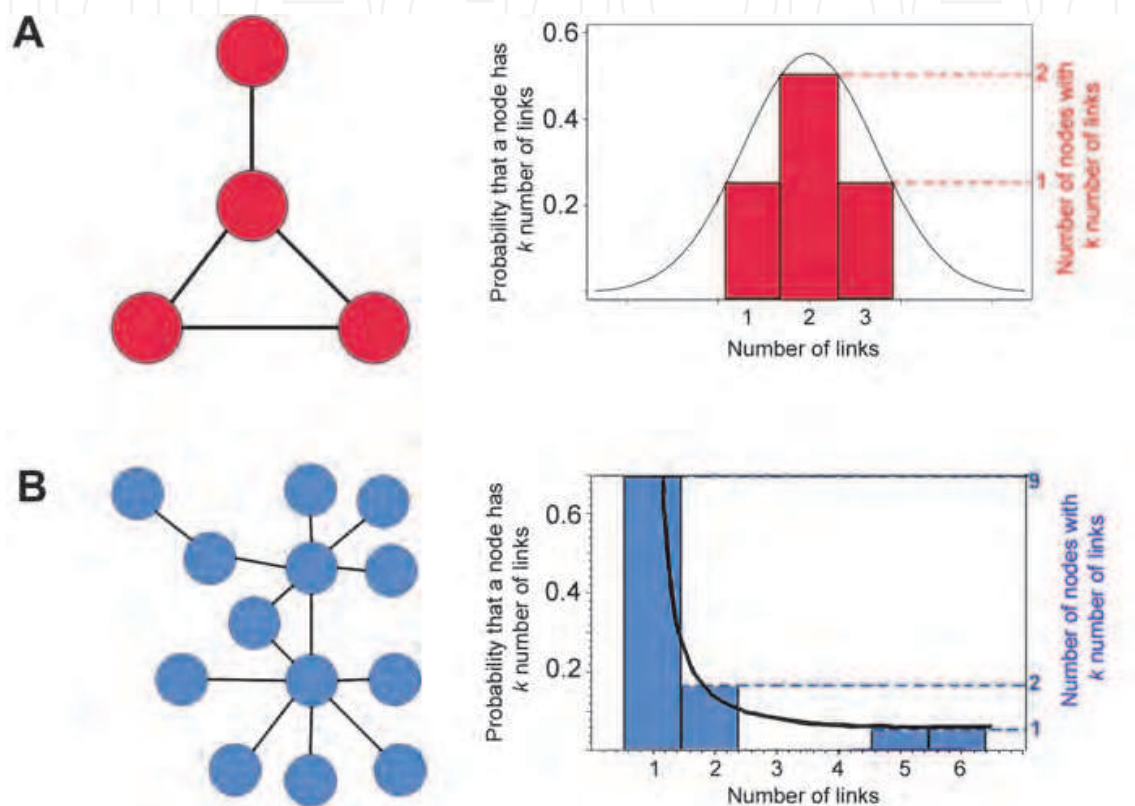 A
Probability that a node has
k number of links
0.6
0.4
0.2
1 2 3
Number of links
2
1
Number of nodes with
k number of links
B
Probability that a node has
k number of links
0.6
0.4
0.2
1 2 3 4 5 6
Number of links
9
2
1
Number of nodes with
k number of links